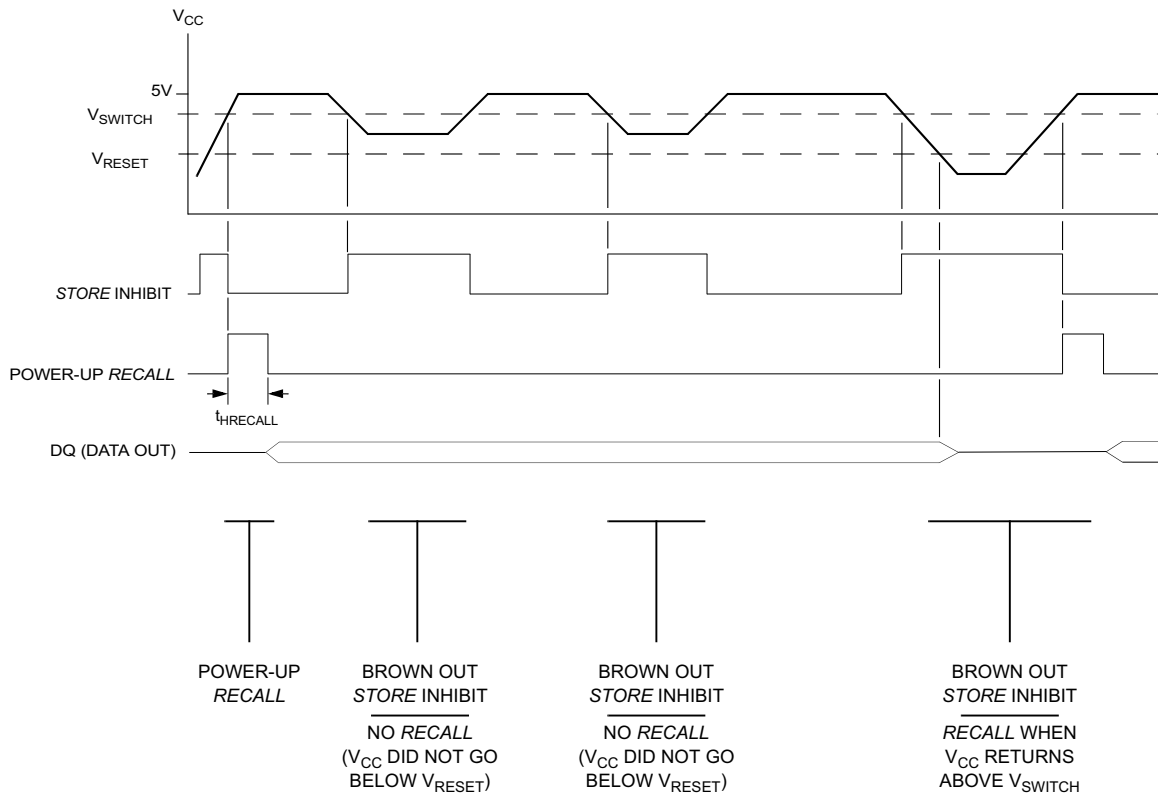 VCC
5V
VSWITCH
VRESET
STORE INHIBIT
POWER-UP RECALL
tHRECALL
DQ (DATA OUT)
POWER-UP
RECALL
BROWN OUT
STORE INHIBIT
NO RECALL
(VCC DID NOT GO
BELOW VRESET)
BROWN OUT
STORE INHIBIT
NO RECALL
(VCC DID NOT GO
BELOW VRESET)
BROWN OUT
STORE INHIBIT
RECALL WHEN
VCC RETURNS
ABOVE VSWITCH